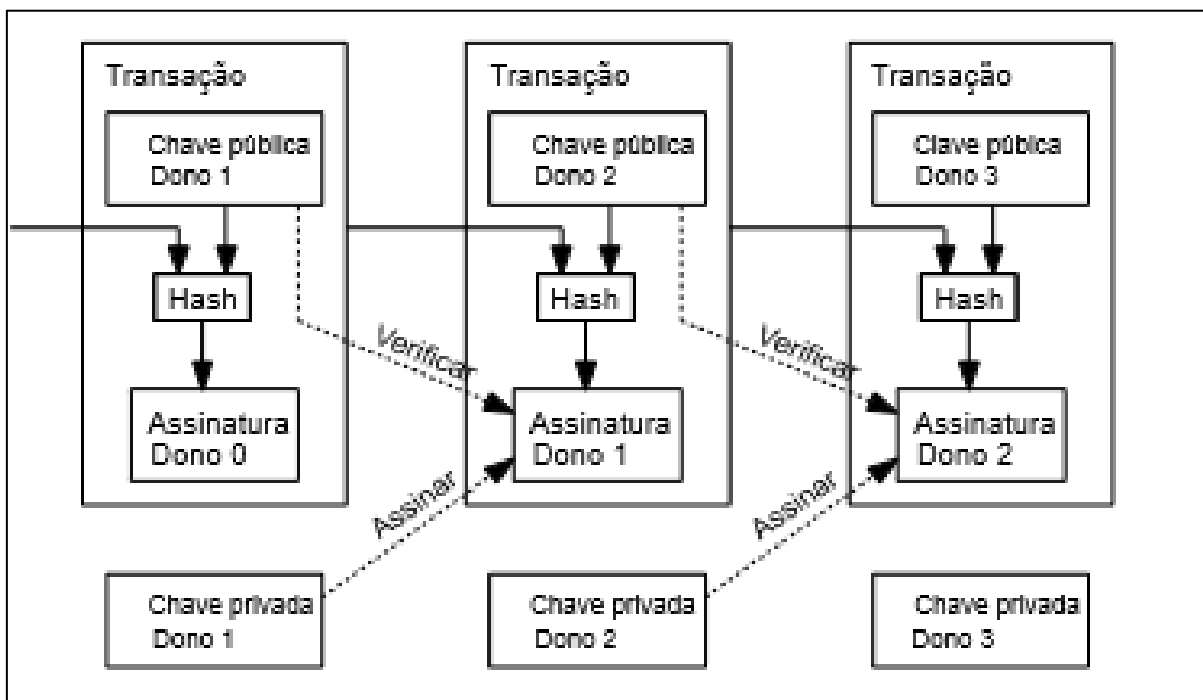 Transação
Chave pública
Dono 1
Hash
Assinatura
Dono 0
Transação
Chave pública
Dono 2
Hash
Verificar
Assinatura
Dono 1
Assinar
Transação
Clave pública
Dono 3
Hash
Verificar
Assinatura
Dono 2
Assinar
Chave privada
Dono 1
Chave privada
Dono 2
Chave privada
Dono 3